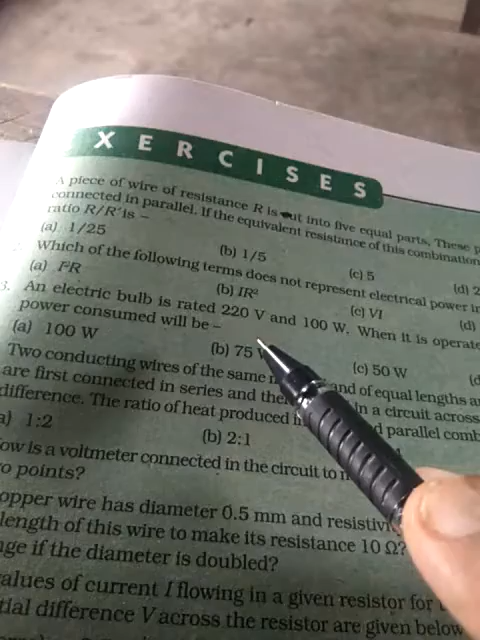 XERCISES
A piece of wire of resistance R is cut into five equal parts. These p
connected in parallel. If the equivalent resistance of this combination
ratio R/R′ is –
(a) 1/25 (b) 1/5 (c) 5 (d) 2
Which of the following terms does not represent electrical power in
(a) I²R (b) IR² (c) VI (d)
3. An electric bulb is rated 220 V and 100 W. When it is operate
power consumed will be –
(a) 100 W (b) 75 (c) 50 W (d
Two conducting wires of the same and of equal lengths a
are first connected in series and the in a circuit across
difference. The ratio of heat produced i d parallel comb
a) 1:2 (b) 2:1
ow is a voltmeter connected in the circuit to
o points?
opper wire has diameter 0.5 mm and resistivi
length of this wire to make its resistance 10 Ω?
nge if the diameter is doubled?
alues of current I flowing in a given resistor for
tial difference V across the resistor are given below